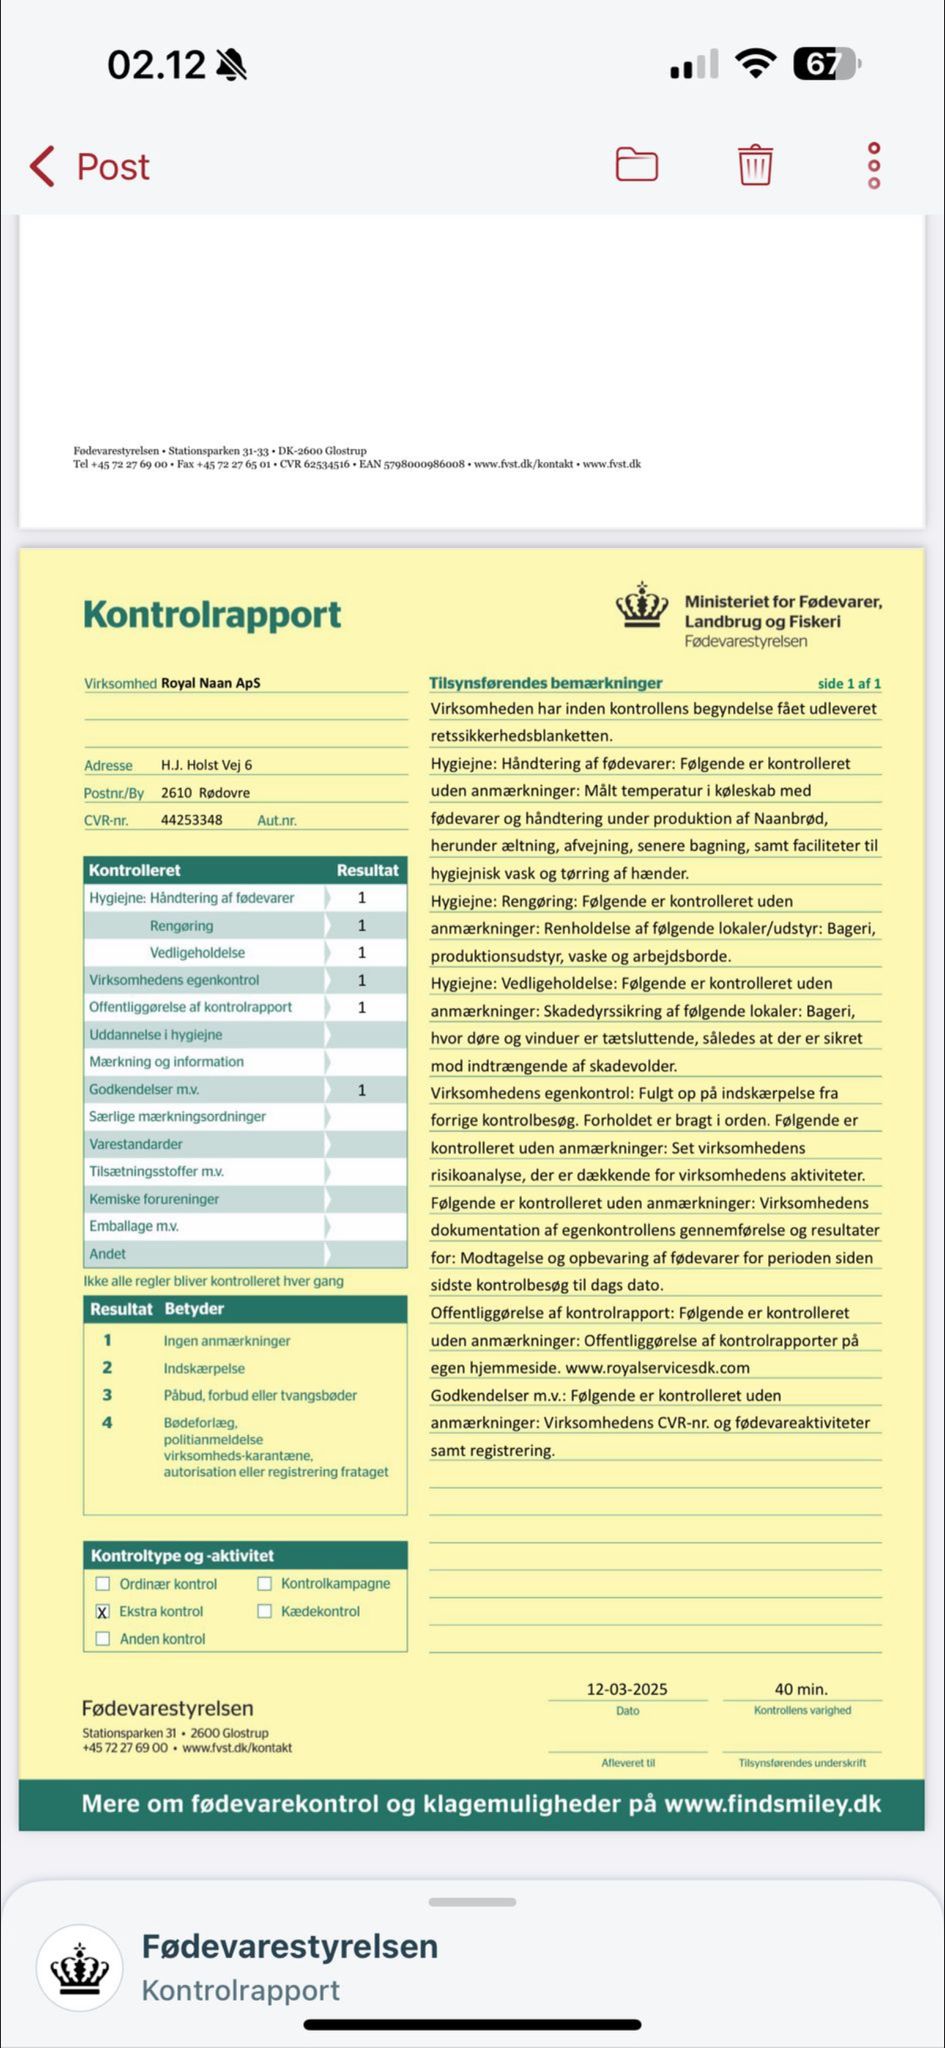 02.12
67
Post
Fødevarestyrelsen • Stationsparken 31-33 • DK-2600 Glostrup
Tel +45 72 27 69 00 • Fax +45 72 27 65 01 • CVR 62534516 • EAN 5798000986008 • www.fvst.dk/kontakt • www.fvst.dk
Kontrolrapport
Ministeriet for Fødevarer,
Landbrug og Fiskeri
Fødevarestyrelsen
Virksomhed Royal Naan ApS
Adresse H.J. Holst Vej 6
Postnr./By 2610 Rødovre
CVR-nr. 44253348 Aut.nr.
Kontrolleret Resultat
Hygiejne: Håndtering af fødevarer 1
Rengøring 1
Vedligeholdelse 1
Virksomhedens egenkontrol 1
Offentliggørelse af kontrolrapport 1
Uddannelse i hygiejne
Mærkning og information
Godkendelser m.v. 1
Særlige mærkningsordninger
Varestandarder
Tilsætningsstoffer m.v.
Kemiske forureninger
Emballage m.v.
Andet
Ikke alle regler bliver kontrolleret hver gang
Resultat Betyder
1 Ingen anmærkninger
2 Indskærpelse
3 Påbud, forbud eller tvangsbøder
4 Bødeforlæg,
politianmeldelse
virksomheds-karantæne,
autorisation eller registrering frataget
Kontroltype og -aktivitet
Ordinær kontrol Kontrolkampagne
X Ekstra kontrol Kædekontrol
Anden kontrol
Tilsynsførendes bemærkninger side 1 af 1
Virksomheden har inden kontrollens begyndelse fået udleveret
retssikkerhedsblanketten.
Hygiejne: Håndtering af fødevarer: Følgende er kontrolleret
uden anmærkninger: Målt temperatur i køleskab med
fødevarer og håndtering under produktion af Naanbrød,
herunder æltning, afvejning, senere bagning, samt faciliteter til
hygiejnisk vask og tørring af hænder.
Hygiejne: Rengøring: Følgende er kontrolleret uden
anmærkninger: Renholdelse af følgende lokaler/udstyr: Bageri,
produktionsudstyr, vaske og arbejdsborde.
Hygiejne: Vedligeholdelse: Følgende er kontrolleret uden
anmærkninger: Skadedyrssikring af følgende lokaler: Bageri,
hvor døre og vinduer er tætsluttende, således at der er sikret
mod indtrængende af skadevolder.
Virksomhedens egenkontrol: Fulgt op på indskærpelse fra
forrige kontrolbesøg. Forholdet er bragt i orden. Følgende er
kontrolleret uden anmærkninger: Set virksomhedens
risikoanalyse, der er dækkende for virksomhedens aktiviteter.
Følgende er kontrolleret uden anmærkninger: Virksomhedens
dokumentation af egenkontrollens gennemførelse og resultater
for: Modtagelse og opbevaring af fødevarer for perioden siden
sidste kontrolbesøg til dags dato.
Offentliggørelse af kontrolrapport: Følgende er kontrolleret
uden anmærkninger: Offentliggørelse af kontrolrapporter på
egen hjemmeside. www.royalservicesdk.com
Godkendelser m.v.: Følgende er kontrolleret uden
anmærkninger: Virksomhedens CVR-nr. og fødevareaktiviteter
samt registrering.
12-03-2025 40 min.
Dato Kontrollens varighed
Afleveret til Tilsynsførendes underskrift
Fødevarestyrelsen
Stationsparken 31 • 2600 Glostrup
+45 72 27 69 00 • www.fvst.dk/kontakt
Mere om fødevarekontrol og klagemuligheder på www.findsmiley.dk
Fødevarestyrelsen
Kontrolrapport